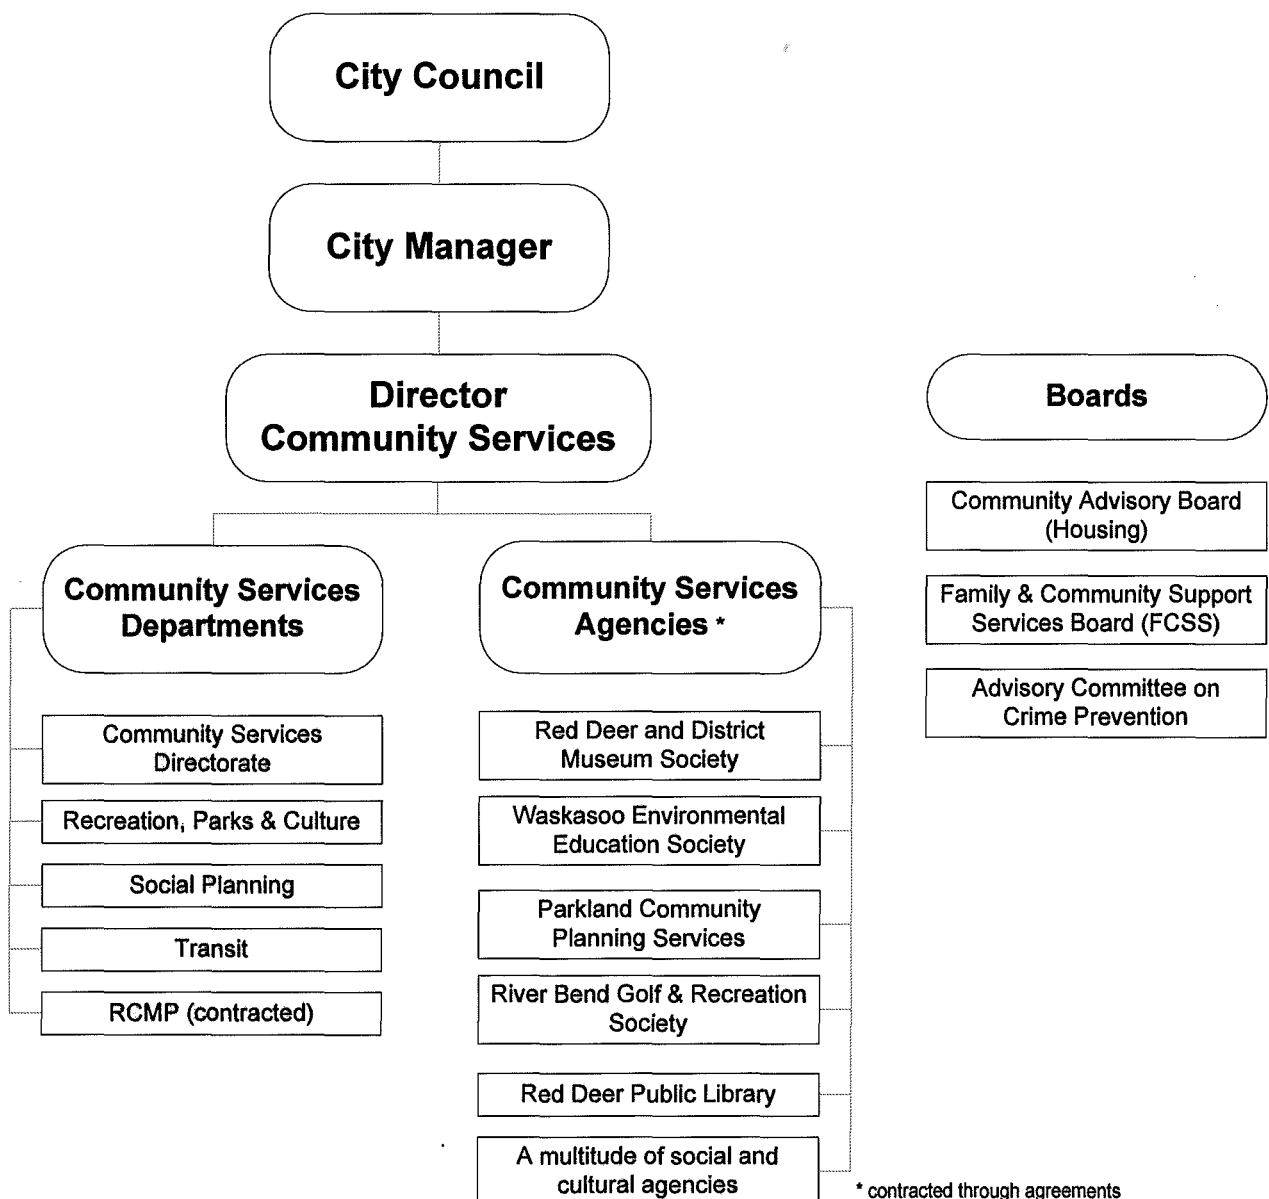 City Council
City Manager
Director
Community Services
Community Services
Departments
Community Services
Directorate
Recreation, Parks & Culture
Social Planning
Transit
RCMP (contracted)
Community Services
Agencies *
Red Deer and District
Museum Society
Waskasoo Environmental
Education Society
Parkland Community
Planning Services
River Bend Golf & Recreation
Society
Red Deer Public Library
A multitude of social and
cultural agencies
* contracted through agreements
Boards
Community Advisory Board
(Housing)
Family & Community Support
Services Board (FCSS)
Advisory Committee on
Crime Prevention